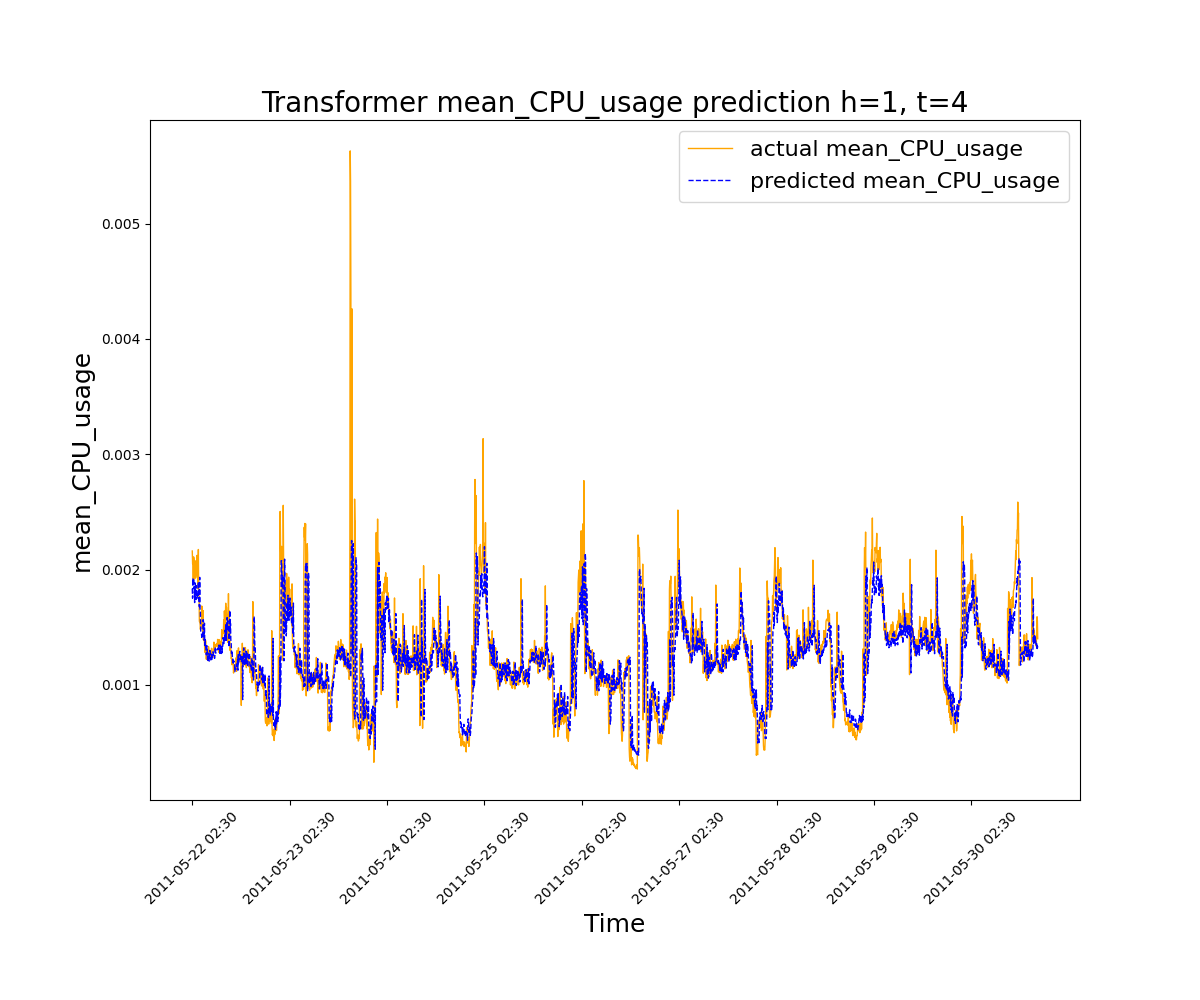 Transformer mean_CPU_usage prediction h=1, t=4
actual mean_CPU_usage
predicted mean_CPU_usage
mean_CPU_usage
0.005
0.004
0.003
0.002
0.001
2011-05-22 02:30
2011-05-23 02:30
2011-05-24 02:30
2011-05-25 02:30
2011-05-26 02:30
2011-05-27 02:30
2011-05-28 02:30
2011-05-29 02:30
2011-05-30 02:30
Time